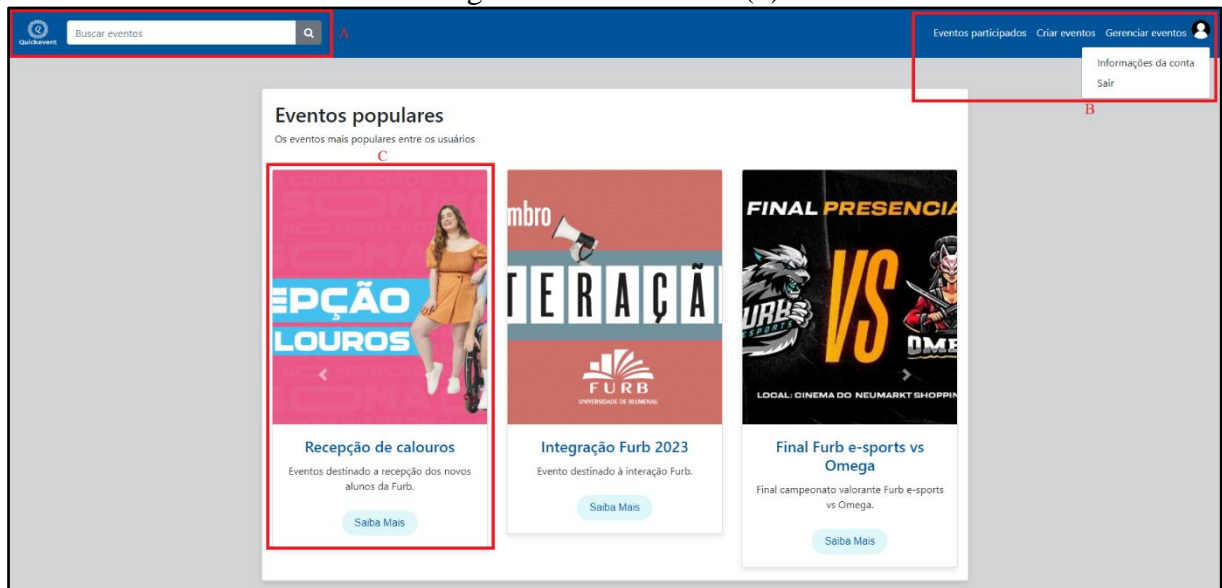 Quickevent
Buscar eventos
A
Eventos participados Criar eventos Gerenciar eventos
Informações da conta
Sair
B
Eventos populares
Os eventos mais populares entre os usuários
C
EPÇÃO
LOUROS
mbro
TERAÇÃ
FURB
UNIVERSIDADE DE BLUMENAU
FINAL PRESENCIA
VS
URB
ESPORTS
OME
LOCAL: CINEMA DO NEUMARKT SHOPPIN
Recepção de calouros
Eventos destinado a recepção dos novos
alunos da Furb.
Saiba Mais
Integração Furb 2023
Evento destinado à interação Furb.
Saiba Mais
Final Furb e-sports vs
Omega
Final campeonato valorante Furb e-sports
vs Omega.
Saiba Mais